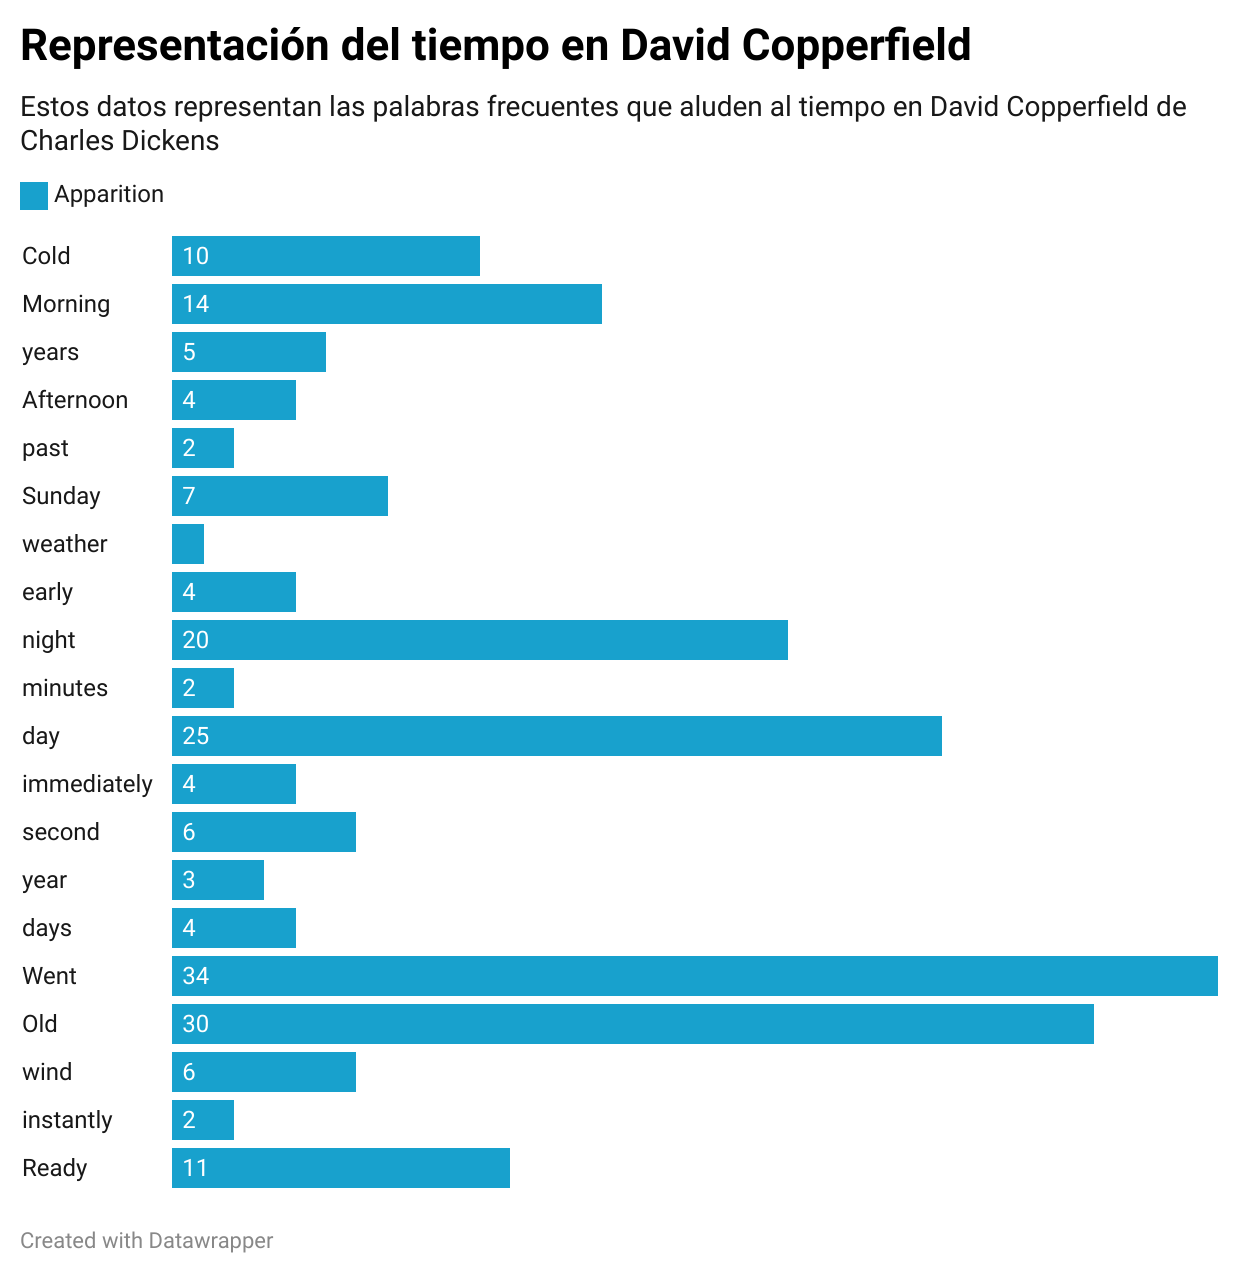 Representación del tiempo en David Copperfield
Estos datos representan las palabras frecuentes que aluden al tiempo en David Copperfield de
Charles Dickens
Apparition
Cold 10
Morning 14
years 5
Afternoon 4
past 2
Sunday 7
weather
early 4
night 20
minutes 2
day 25
immediately 4
second 6
year 3
days 4
Went 34
Old 30
wind 6
instantly 2
Ready 11
Created with Datawrapper